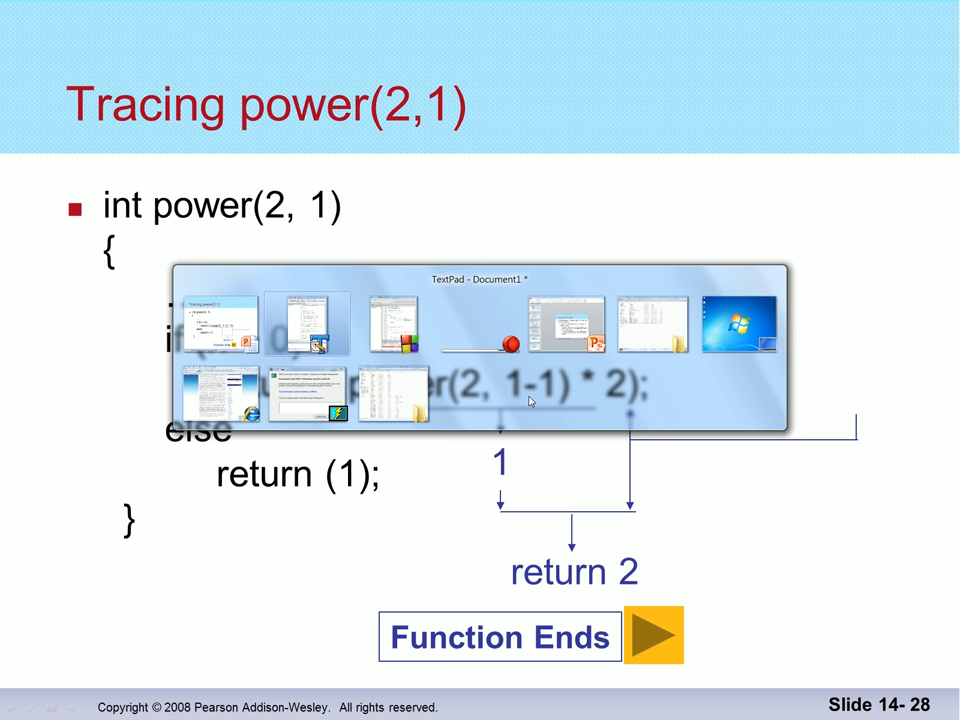 Tracing power(2,1)
int power(2, 1)
{
TextPad - Document1 *
power(2, 1-1) * 2);
else
return (1);
}
1
return 2
Function Ends
Copyright © 2008 Pearson Addison-Wesley. All rights reserved.
Slide 14- 28